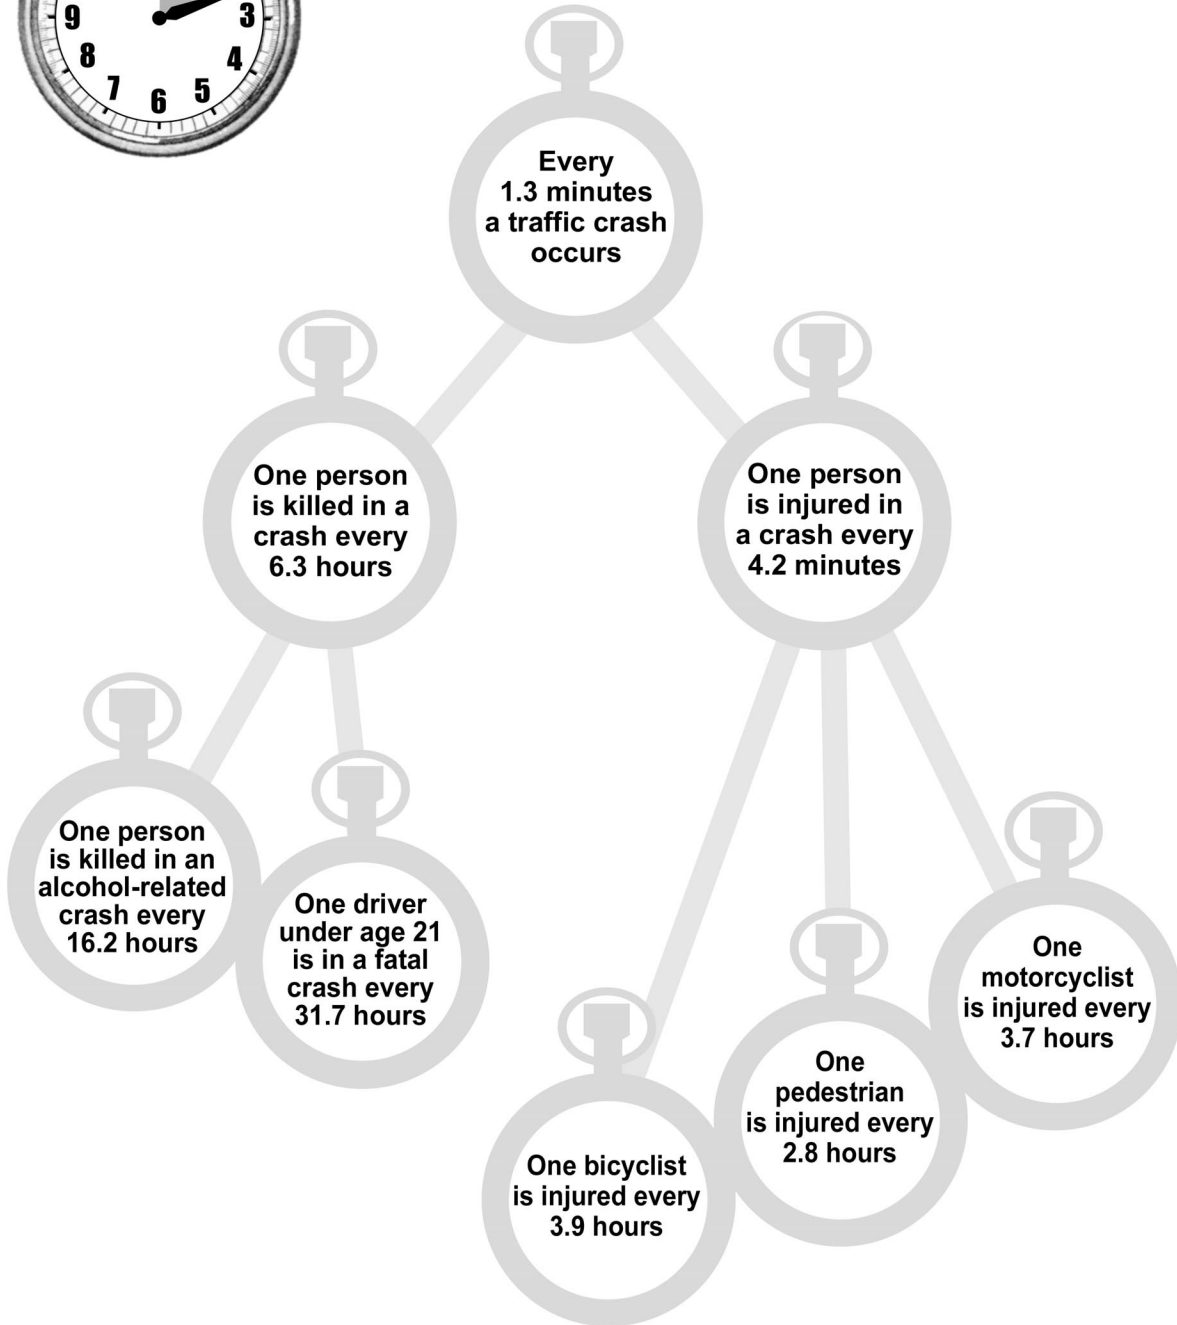 9
3
8
4
7
6
5
Every
1.3 minutes
a traffic crash
occurs
One person
is killed in a
crash every
6.3 hours
One person
is injured in
a crash every
4.2 minutes
One person
is killed in an
alcohol-related
crash every
16.2 hours
One driver
under age 21
is in a fatal
crash every
31.7 hours
One
motorcyclist
is injured every
3.7 hours
One
pedestrian
is injured every
2.8 hours
One bicyclist
is injured every
3.9 hours